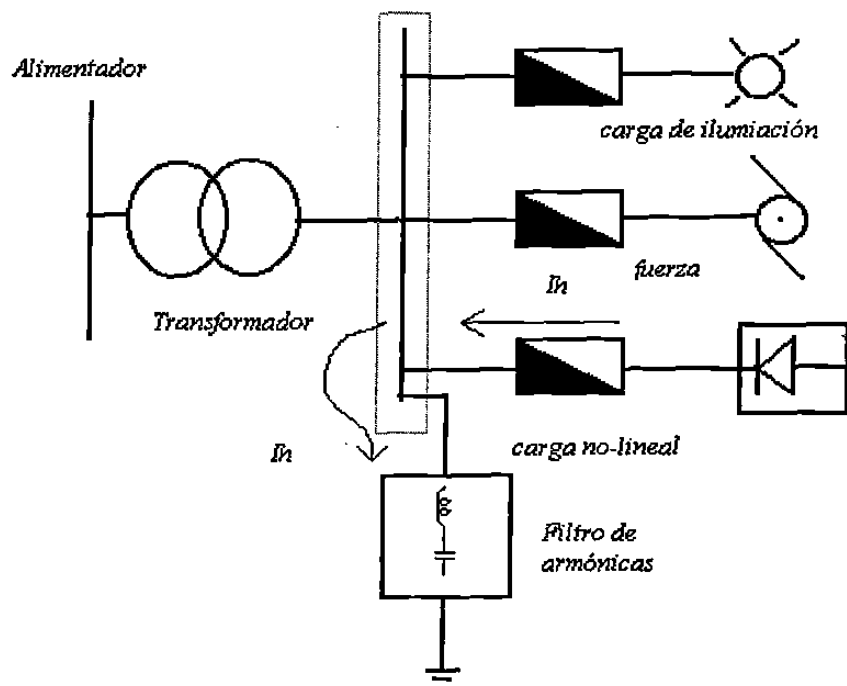 Alimentador
carga de ilumiación
fuerza
Ih
Transformador
Ih
carga no-lineal
Filtro de
armónicas